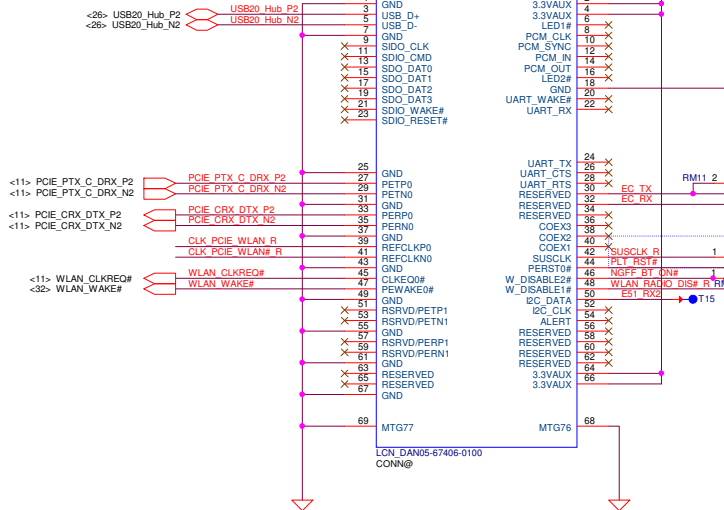 GND 3.3VAUX
<26> USB20_Hub_P2 USB20_Hub_P2 3 USB_D+ 3.3VAUX 4
<26> USB20_Hub_N2 USB20_Hub_N2 5 USB_D- LED1# 6
7 GND PCM_CLK 8
9 SIDO_CLK PCM_SYNC 10
11 SDIO_CMD PCM_IN 12
13 SDO_DAT0 PCM_OUT 14
15 SDO_DAT1 LED2# 16
17 SDO_DAT2 GND 18
19 SDO_DAT3 UART_WAKE# 20
21 SDIO_WAKE# UART_RX 22
23 SDIO_RESET#
UART_TX 24
25 GND UART_CTS 26
<11> PCIE_PTX_C_DRX_P2 PCIE_PTX_C_DRX_P2 27 PETP0 UART_RTS 28 RM11 2
<11> PCIE_PTX_C_DRX_N2 PCIE_PTX_C_DRX_N2 29 PETN0 RESERVED 30 EC_TX
31 GND RESERVED 32 EC_RX
<11> PCIE_CRX_DTX_P2 PCIE_CRX_DTX_P2 33 PERP0 RESERVED 34
<11> PCIE_CRX_DTX_N2 PCIE_CRX_DTX_N2 35 PERN0 COEX3 36
37 GND COEX2 38
CLK_PCIE_WLAN_R 39 REFCLKP0 COEX1 40
CLK_PCIE_WLAN#_R 41 REFCLKN0 SUSCLK 42 SUSCLK_R 1
43 GND PERST0# 44 PLT_RST#
<11> WLAN_CLKREQ# WLAN_CLKREQ# 45 CLKEQ0# W_DISABLE2# 46 NGFF_BT_ON# 1
<32> WLAN_WAKE# WLAN_WAKE# 47 PEWAKE0# W_DISABLE1# 48 WLAN_RADIO_DIS#_R
49 GND I2C_DATA 50 E51_RX2 T15
51 RSRVD/PETP1 I2C_CLK 52
53 RSRVD/PETN1 ALERT 54
55 GND RESERVED 56
57 RSRVD/PERP1 RESERVED 58
59 RSRVD/PERN1 RESERVED 60
61 GND RESERVED 62
63 RESERVED 3.3VAUX 64
65 RESERVED 3.3VAUX 66
67 GND
69 MTG77 MTG76 68
LCN_DAN05-67406-0100
CONN@